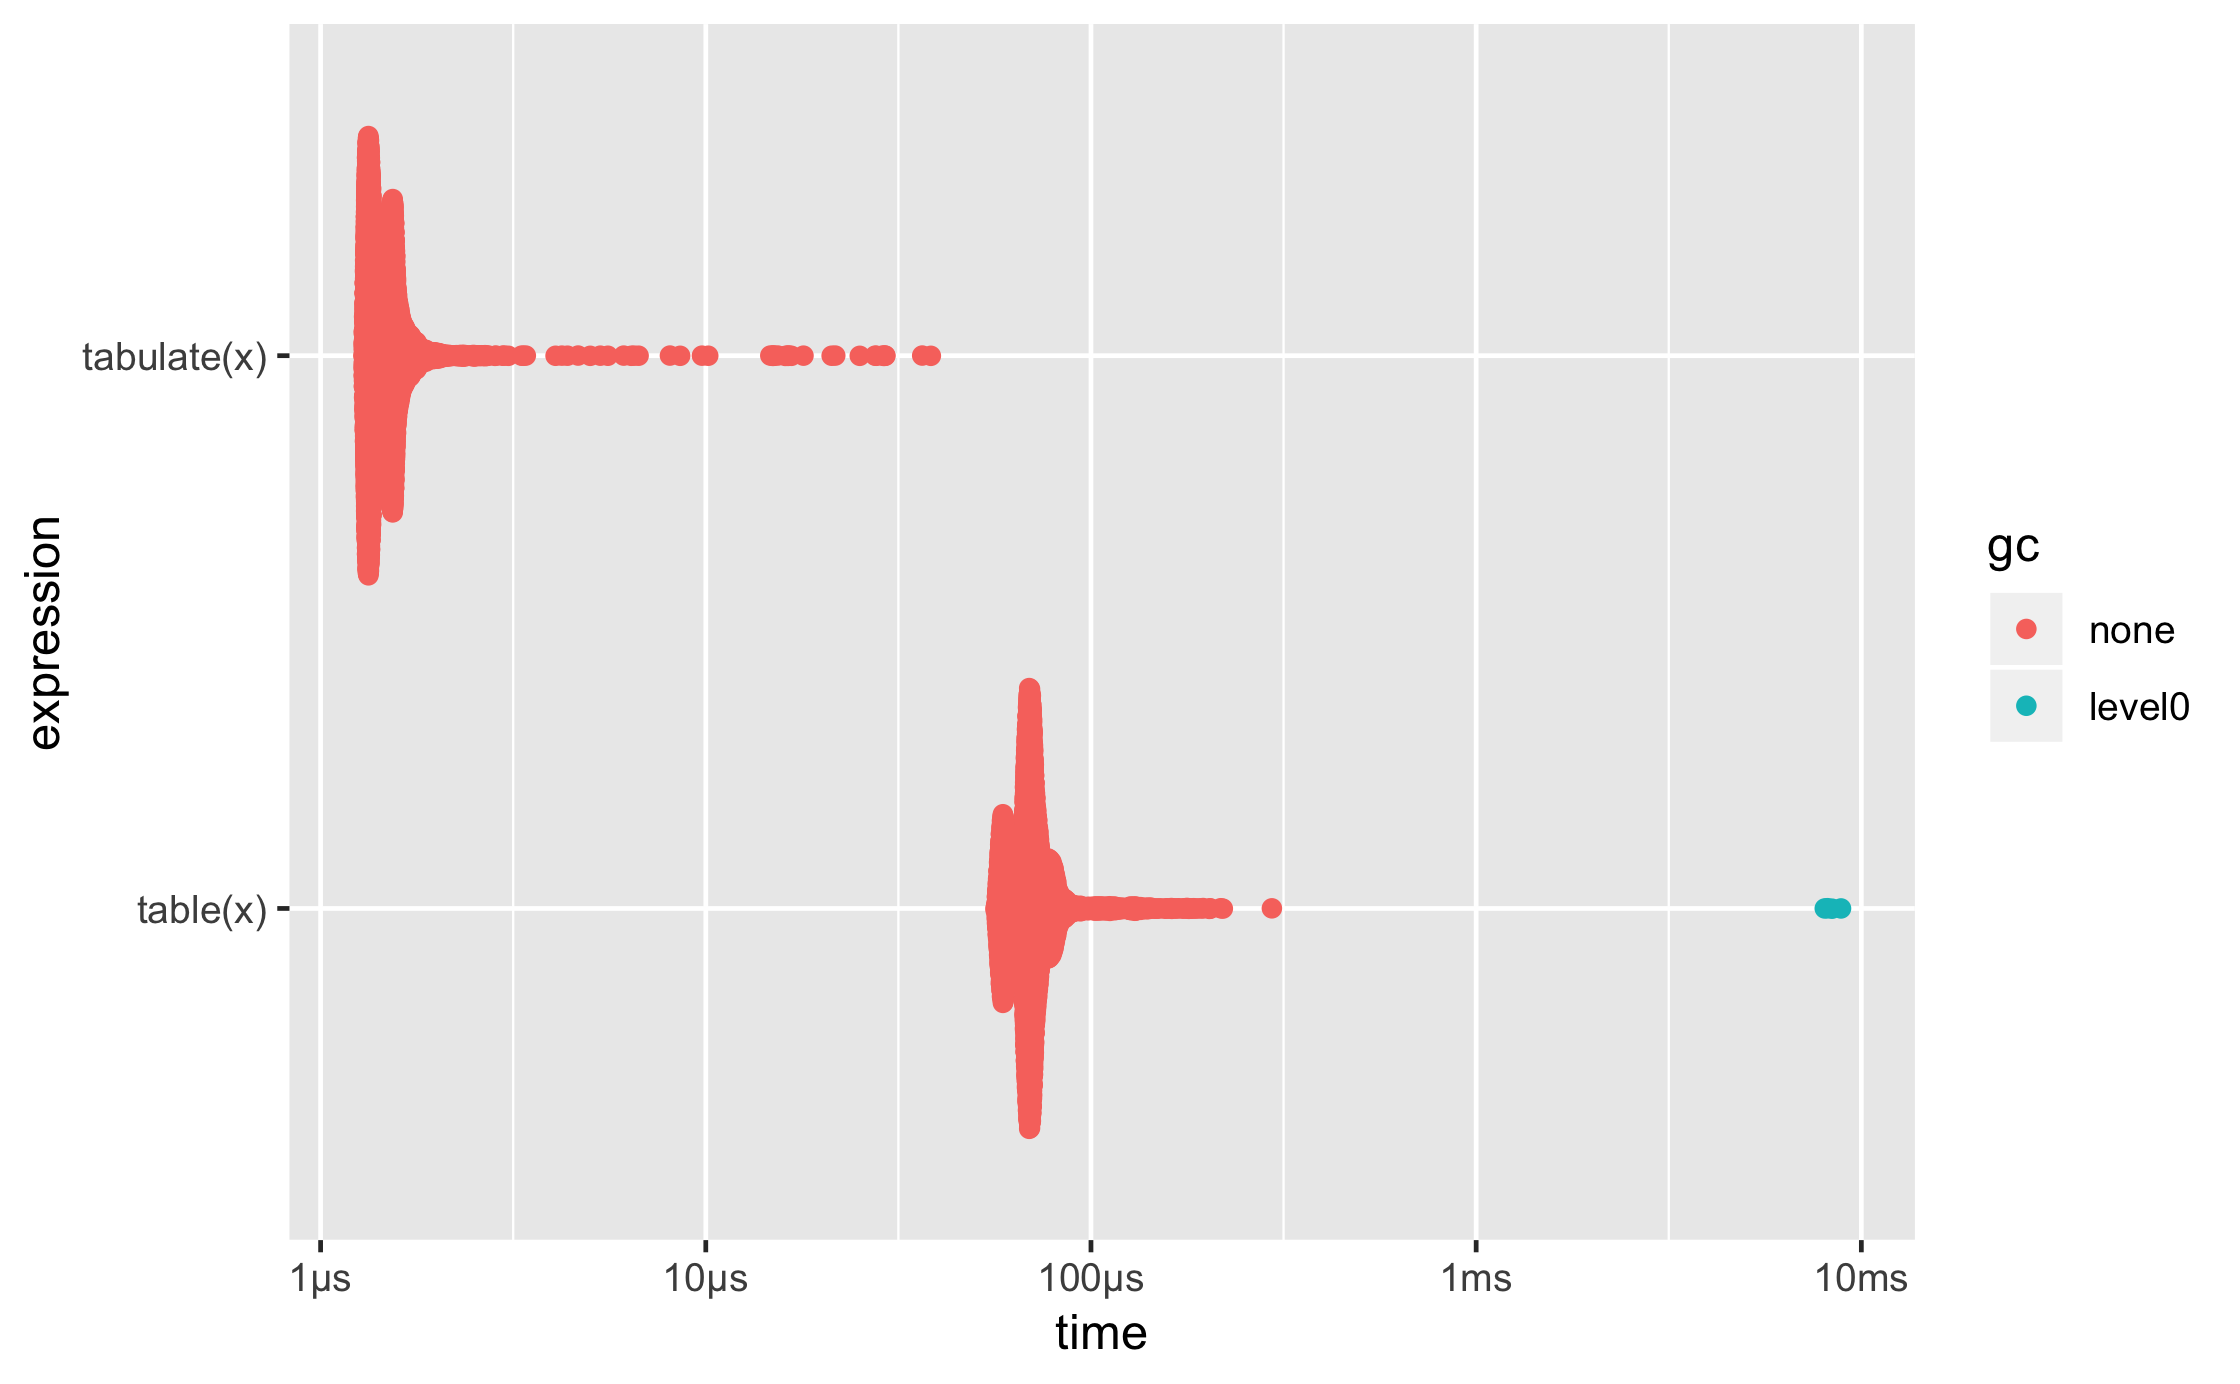 expression
tabulate(x)
table(x)
1µs
10µs
100µs
1ms
10ms
time
gc
none
level0